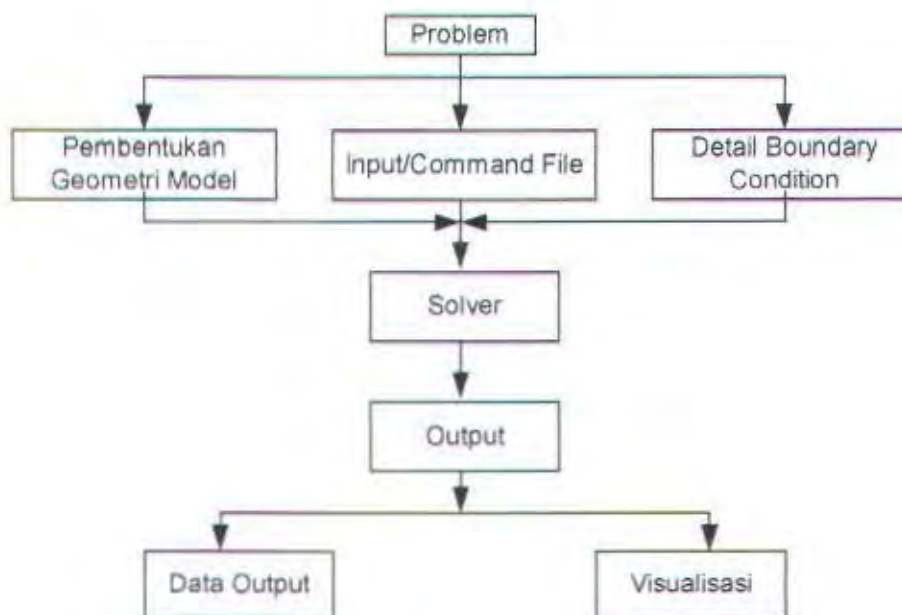 Problem
Pembentukan
Geometri Model
Input/Command File
Detail Boundary
Condition
Solver
Output
Data Output
Visualisasi